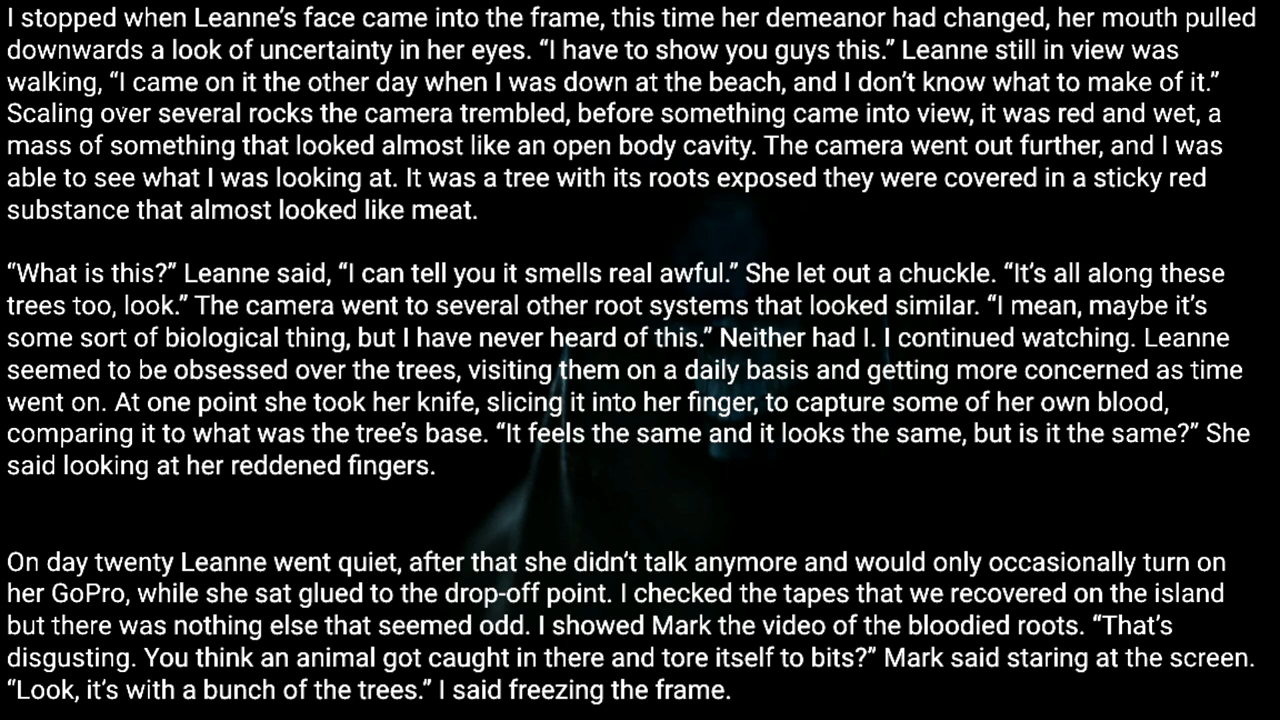 I stopped when Leanne’s face came into the frame, this time her demeanor had changed, her mouth pulled
downwards a look of uncertainty in her eyes. “I have to show you guys this.” Leanne still in view was
walking, “I came on it the other day when I was down at the beach, and I don’t know what to make of it.”
Scaling over several rocks the camera trembled, before something came into view, it was red and wet, a
mass of something that looked almost like an open body cavity. The camera went out further, and I was
able to see what I was looking at. It was a tree with its roots exposed they were covered in a sticky red
substance that almost looked like meat.
“What is this?” Leanne said, “I can tell you it smells real awful.” She let out a chuckle. “It’s all along these
trees too, look.” The camera went to several other root systems that looked similar. “I mean, maybe it’s
some sort of biological thing, but I have never heard of this.” Neither had I. I continued watching. Leanne
seemed to be obsessed over the trees, visiting them on a daily basis and getting more concerned as time
went on. At one point she took her knife, slicing it into her finger, to capture some of her own blood,
comparing it to what was the tree’s base. “It feels the same and it looks the same, but is it the same?” She
said looking at her reddened fingers.
On day twenty Leanne went quiet, after that she didn’t talk anymore and would only occasionally turn on
her GoPro, while she sat glued to the drop-off point. I checked the tapes that we recovered on the island
but there was nothing else that seemed odd. I showed Mark the video of the bloodied roots. “That’s
disgusting. You think an animal got caught in there and tore itself to bits?” Mark said staring at the screen.
“Look, it’s with a bunch of the trees.” I said freezing the frame.